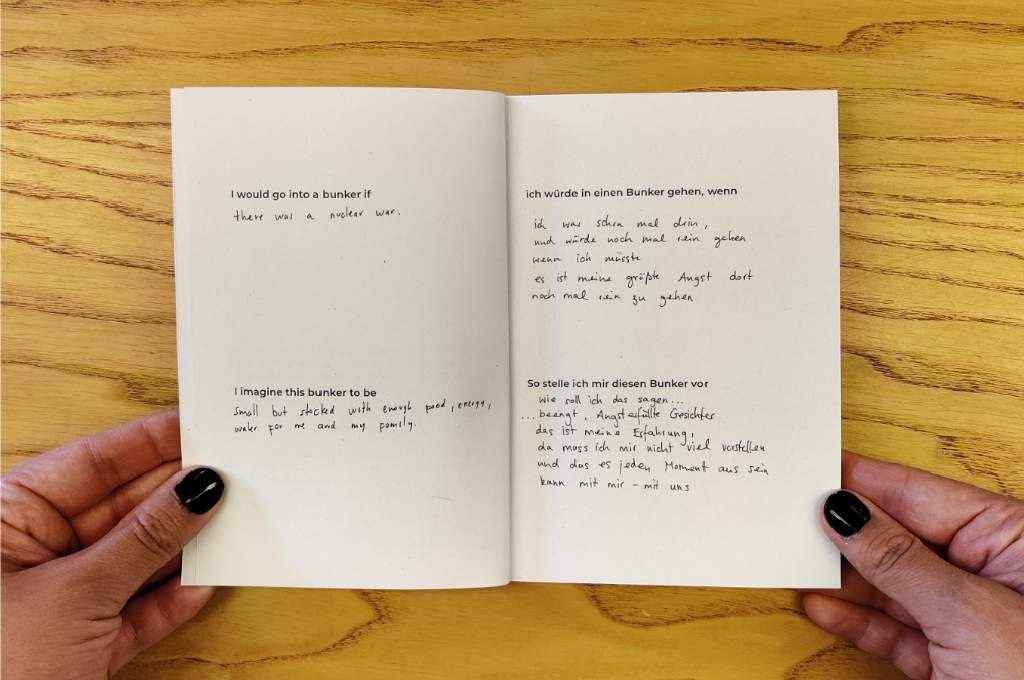 I would go into a bunker if
there was a nuclear war.
I imagine this bunker to be
small but stocked with enough food, energy,
water for me and my family.
ich würde in einen Bunker gehen, wenn
ich war schon mal drin,
und würde noch mal rein gehen
wenn ich müsste
es ist meine größte Angst dort
noch mal rein zu gehen
So stelle ich mir diesen Bunker vor
wie soll ich das sagen...
... beengt, Angsterfüllte Gesichter
das ist meine Erfahrung,
da muss ich mir nicht viel vorstellen
und das es jeden Moment aus sein
kann mit mir – mit uns